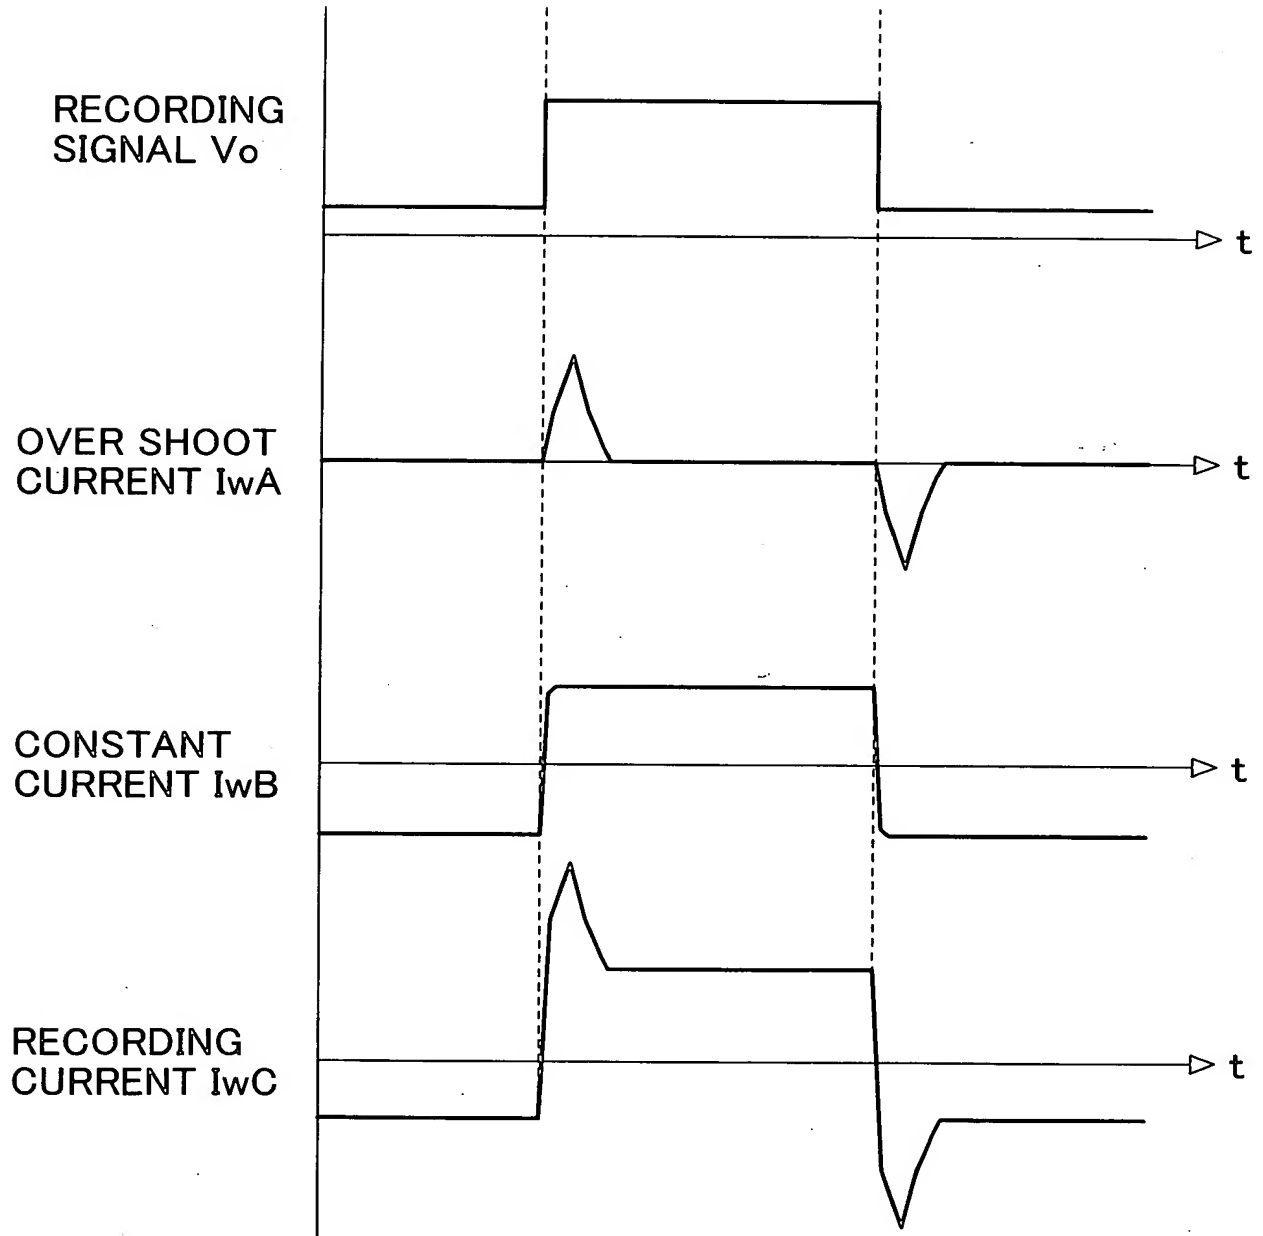 RECORDING
SIGNAL Vo
t
OVER SHOOT
CURRENT IwA
t
CONSTANT
CURRENT IwB
t
RECORDING
CURRENT IwC
t